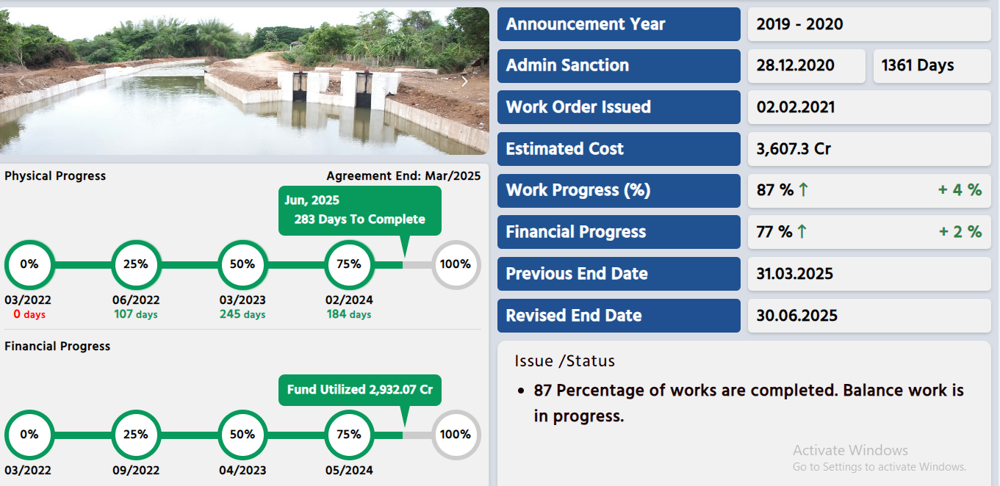 Physical Progress
Agreement End: Mar/2025
Jun, 2025
283 Days To Complete
0%
25%
50%
75%
100%
03/2022
06/2022
03/2023
02/2024
0 days
107 days
245 days
184 days
Financial Progress
Fund Utilized 2,932.07 Cr
0%
25%
50%
75%
100%
03/2022
09/2022
04/2023
05/2024
Announcement Year
2019 - 2020
Admin Sanction
28.12.2020
1361 Days
Work Order Issued
02.02.2021
Estimated Cost
3,607.3 Cr
Work Progress (%)
87 % ↑
+ 4 %
Financial Progress
77 % ↑
+ 2 %
Previous End Date
31.03.2025
Revised End Date
30.06.2025
Issue /Status
• 87 Percentage of works are completed. Balance work is
in progress.
Activate Windows
Go to Settings to activate Windows.